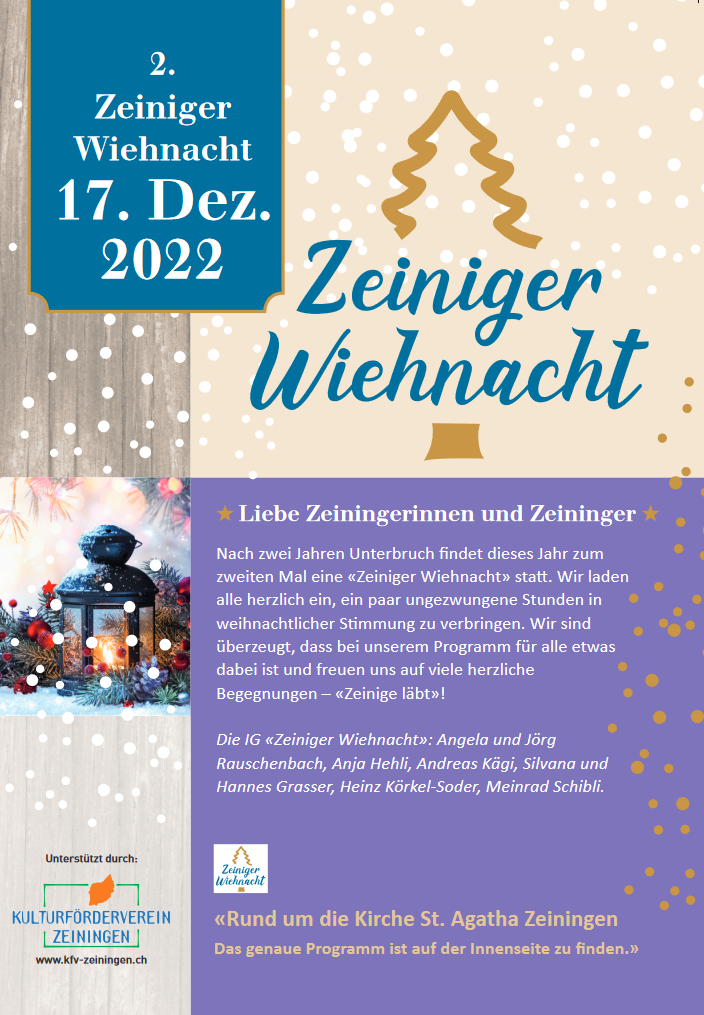 2.
Zeiniger
Wiehnacht
17. Dez.
2022
Zeiniger
Wiehnacht
Liebe Zeiningerinnen und Zeininger
Nach zwei Jahren Unterbruch findet dieses Jahr zum
zweiten Mal eine «Zeiniger Wiehnacht» statt. Wir laden
alle herzlich ein, ein paar ungezwungene Stunden in
weihnachtlicher Stimmung zu verbringen. Wir sind
überzeugt, dass bei unserem Programm für alle etwas
dabei ist und freuen uns auf viele herzliche
Begegnungen – «Zeinige läbt»!
Die IG «Zeiniger Wiehnacht»: Angela und Jörg
Rauschenbach, Anja Hehli, Andreas Kägi, Silvana und
Hannes Grasser, Heinz Körkel-Soder, Meinrad Schibli.
Unterstützt durch:
KULTURFÖRDERVEREIN
ZEININGEN
www.kfv-zeiningen.ch
Zeiniger
Wiehnacht
«Rund um die Kirche St. Agatha Zeiningen
Das genaue Programm ist auf der Innenseite zu finden.»